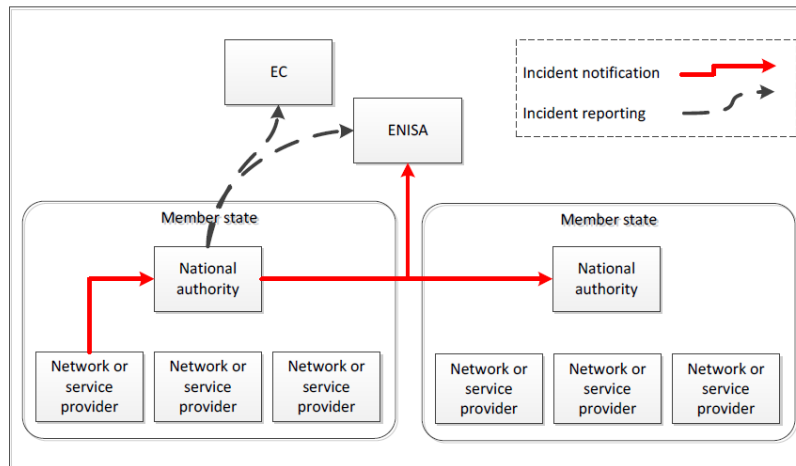 EC
ENISA
Incident notification
Incident reporting
Member state
National
authority
Network or
service
provider
Network or
service
provider
Network or
service
provider
Member state
National
authority
Network or
service
provider
Network or
service
provider
Network or
service
provider